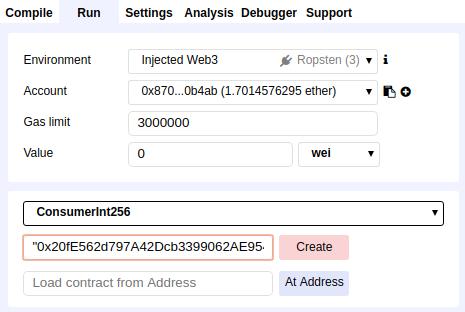 Compile Run Settings Analysis Debugger Support
Environment Injected Web3 Ropsten (3)
Account 0x870...0b4ab (1.7014576295 ether)
Gas limit 3000000
Value 0 wei
ConsumerInt256
"0x20fE562d797A42Dcb3399062AE954 Create
Load contract from Address At Address